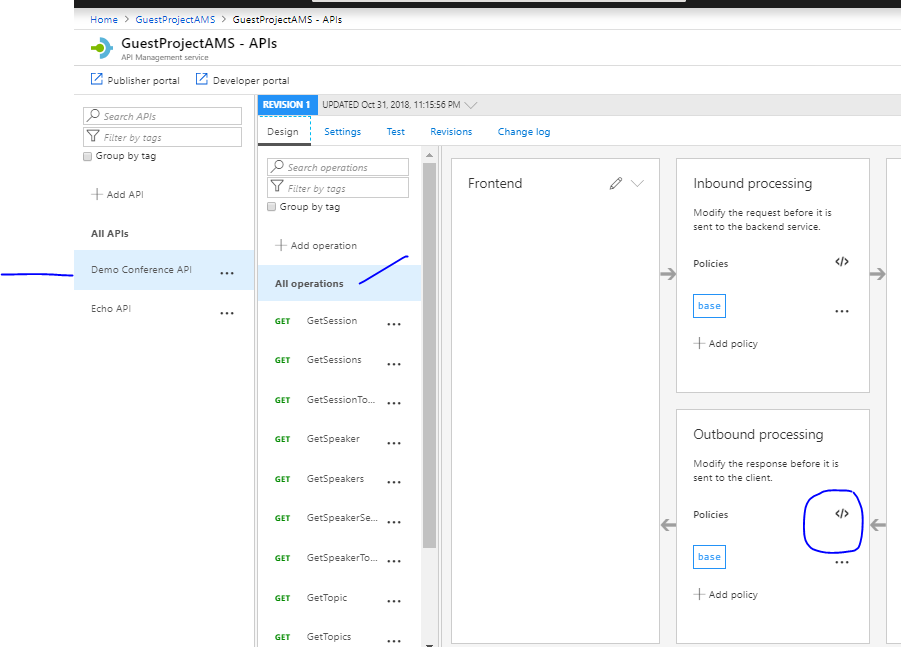 Home > GuestProjectAMS > GuestProjectAMS - APIs
GuestProjectAMS - APIs
API Management service
Publisher portal Developer portal
Search APIs
Filter by tags
Group by tag
Add API
All APIs
Demo Conference API
Echo API
REVISION 1 UPDATED Oct 31, 2018, 11:15:56 PM
Design Settings Test Revisions Change log
Search operations
Filter by tags
Group by tag
Add operation
All operations
GET GetSession
GET GetSessions
GET GetSessionTo...
GET GetSpeaker
GET GetSpeakers
GET GetSpeakerSe...
GET GetSpeakerTo...
GET GetTopic
GET GetTopics
Frontend
Inbound processing
Modify the request before it is
sent to the backend service.
Policies </>
base
Add policy
Outbound processing
Modify the response before it is
sent to the client.
Policies </>
base
Add policy